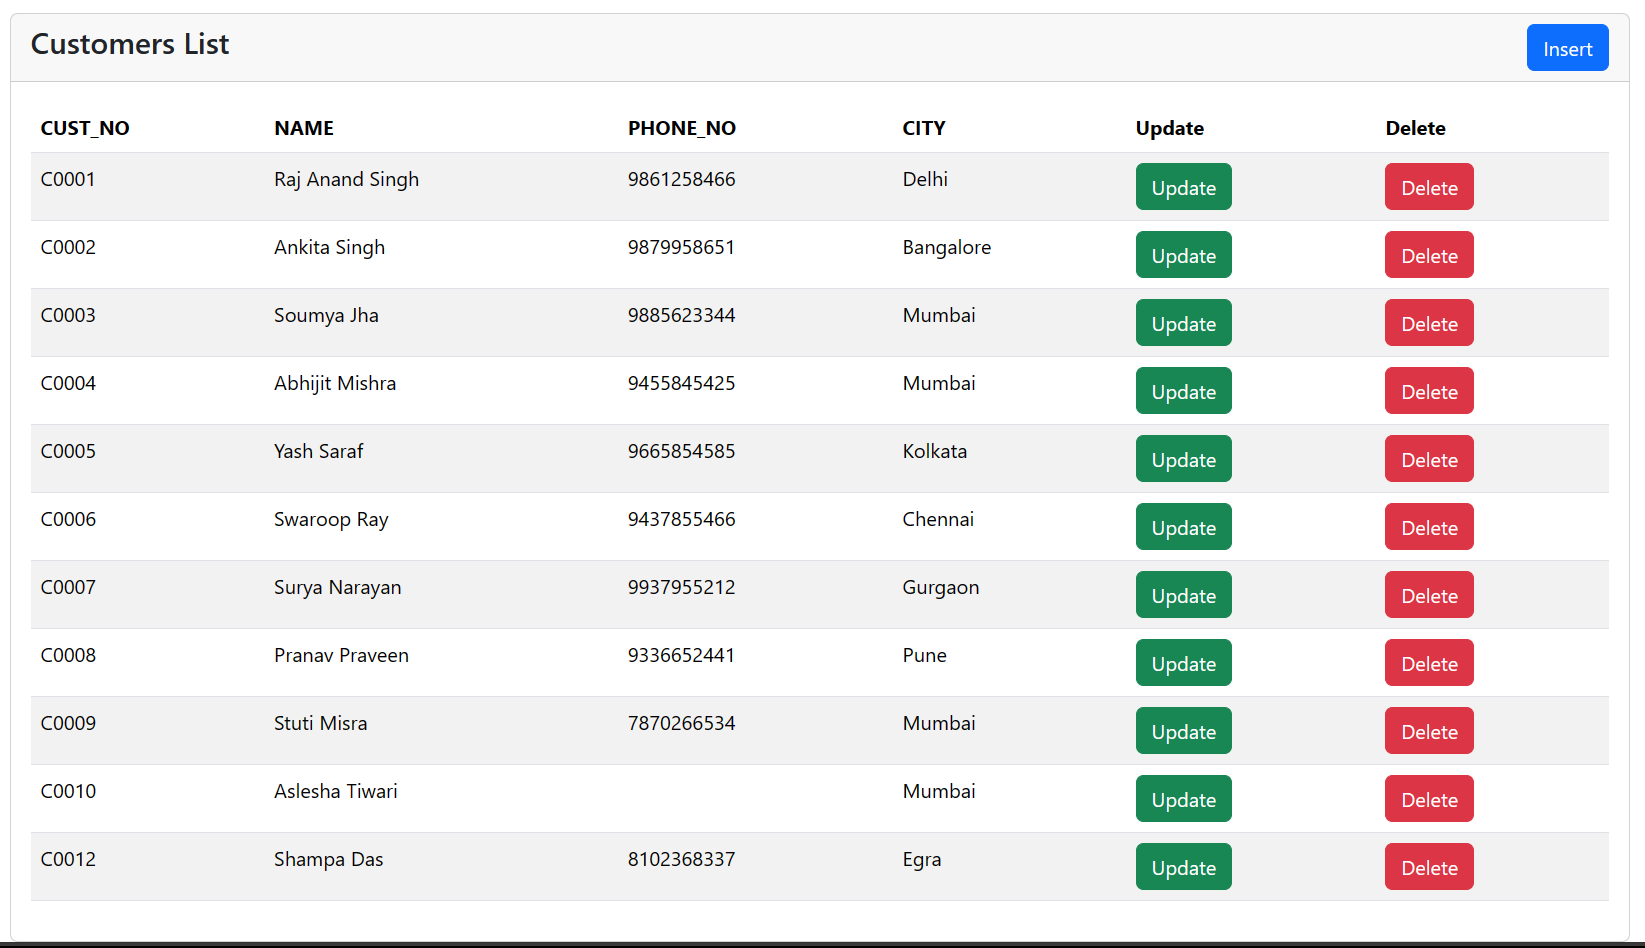 Customers List Insert
CUST_NO NAME PHONE_NO CITY Update Delete
C0001 Raj Anand Singh 9861258466 Delhi Update Delete
C0002 Ankita Singh 9879958651 Bangalore Update Delete
C0003 Soumya Jha 9885623344 Mumbai Update Delete
C0004 Abhijit Mishra 9455845425 Mumbai Update Delete
C0005 Yash Saraf 9665854585 Kolkata Update Delete
C0006 Swaroop Ray 9437855466 Chennai Update Delete
C0007 Surya Narayan 9937955212 Gurgaon Update Delete
C0008 Pranav Praveen 9336652441 Pune Update Delete
C0009 Stuti Misra 7870266534 Mumbai Update Delete
C0010 Aslesha Tiwari Mumbai Update Delete
C0012 Shampa Das 8102368337 Egra Update Delete